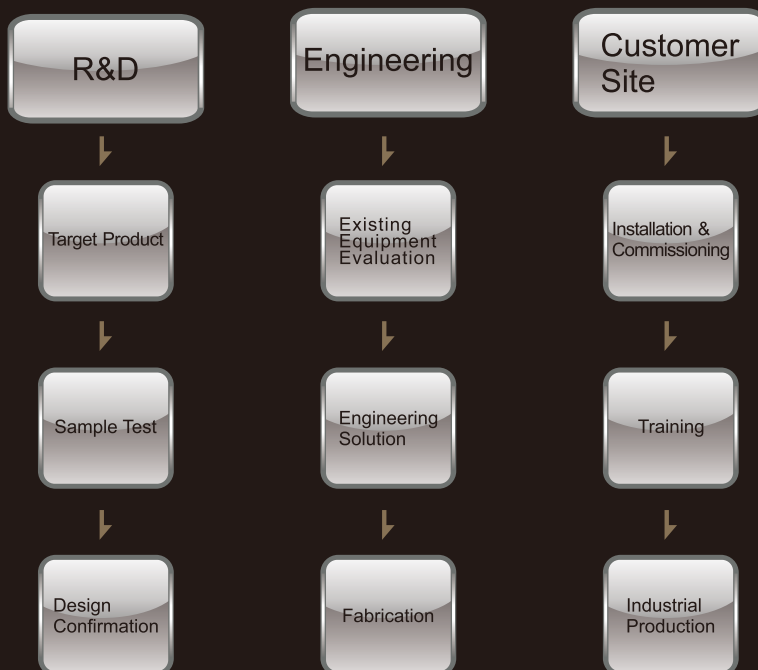 R&D
Engineering
Customer
Site
Target Product
Existing
Equipment
Evaluation
Installation &
Commissioning
Sample Test
Engineering
Solution
Training
Design
Confirmation
Fabrication
Industrial
Production